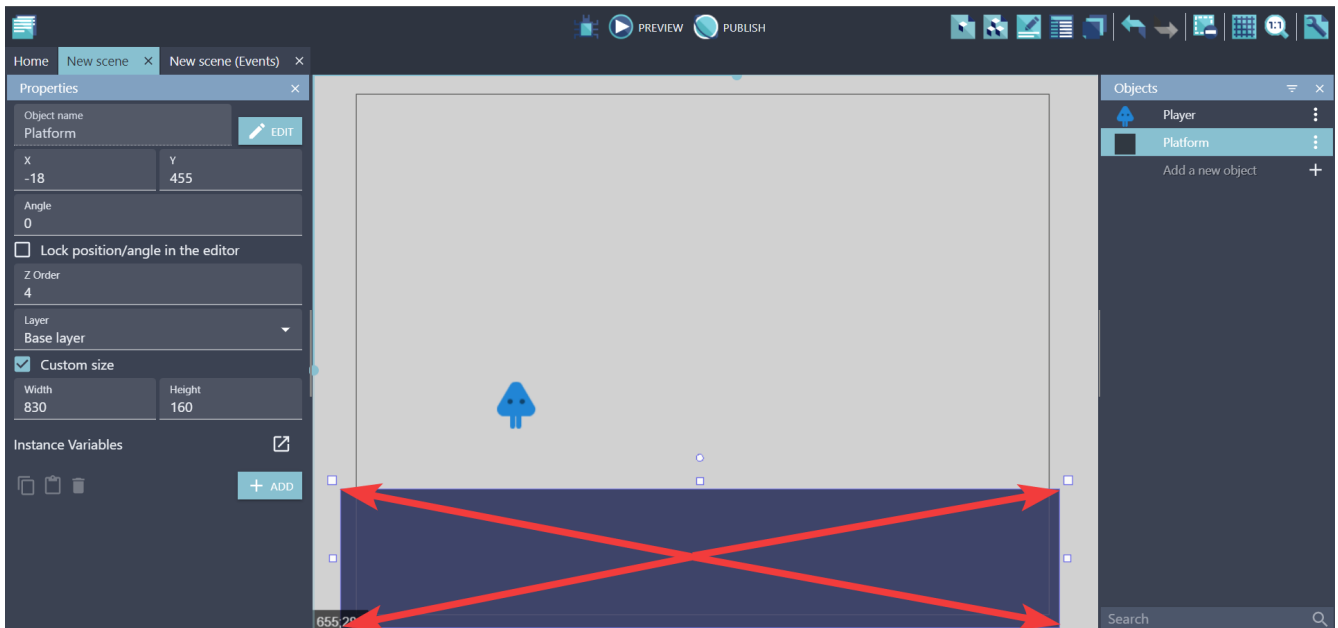 PREVIEW PUBLISH
1:1
Home New scene × New scene (Events) ×
Properties ×
Object name
Platform
EDIT
X Y
-18 455
Angle
0
Lock position/angle in the editor
Z Order
4
Layer
Base layer
Custom size
Width Height
830 160
Instance Variables
+ ADD
Objects ×
Player
Platform
Add a new object +
Search